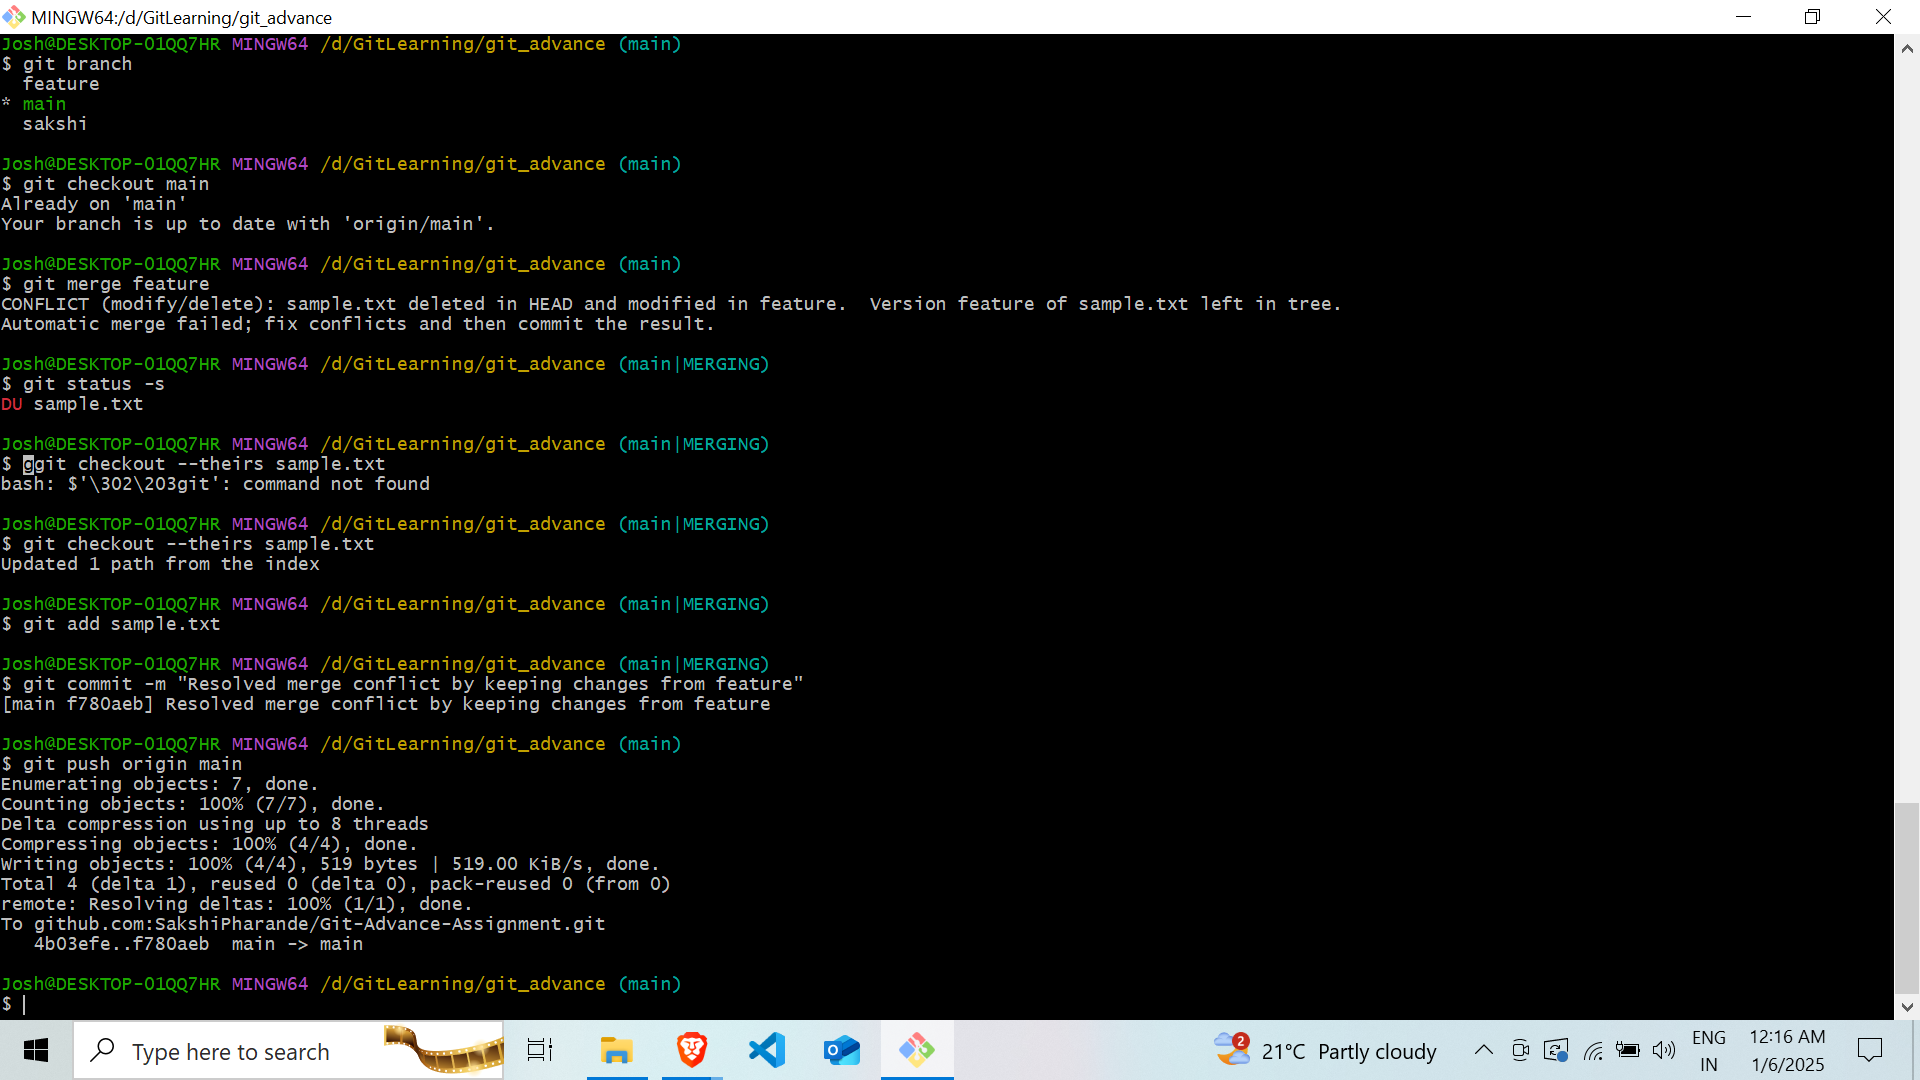 MINGW64:/d/GitLearning/git_advance
Josh@DESKTOP-01QQ7HR MINGW64 /d/GitLearning/git_advance (main)
$ git branch
  feature
* main
  sakshi
Josh@DESKTOP-01QQ7HR MINGW64 /d/GitLearning/git_advance (main)
$ git checkout main
Already on 'main'
Your branch is up to date with 'origin/main'.
Josh@DESKTOP-01QQ7HR MINGW64 /d/GitLearning/git_advance (main)
$ git merge feature
CONFLICT (modify/delete): sample.txt deleted in HEAD and modified in feature.  Version feature of sample.txt left in tree.
Automatic merge failed; fix conflicts and then commit the result.
Josh@DESKTOP-01QQ7HR MINGW64 /d/GitLearning/git_advance (main|MERGING)
$ git status -s
DU sample.txt
Josh@DESKTOP-01QQ7HR MINGW64 /d/GitLearning/git_advance (main|MERGING)
$ ggit checkout --theirs sample.txt
bash: $'\302\203git': command not found
Josh@DESKTOP-01QQ7HR MINGW64 /d/GitLearning/git_advance (main|MERGING)
$ git checkout --theirs sample.txt
Updated 1 path from the index
Josh@DESKTOP-01QQ7HR MINGW64 /d/GitLearning/git_advance (main|MERGING)
$ git add sample.txt
Josh@DESKTOP-01QQ7HR MINGW64 /d/GitLearning/git_advance (main|MERGING)
$ git commit -m "Resolved merge conflict by keeping changes from feature"
[main f780aeb] Resolved merge conflict by keeping changes from feature
Josh@DESKTOP-01QQ7HR MINGW64 /d/GitLearning/git_advance (main)
$ git push origin main
Enumerating objects: 7, done.
Counting objects: 100% (7/7), done.
Delta compression using up to 8 threads
Compressing objects: 100% (4/4), done.
Writing objects: 100% (4/4), 519 bytes | 519.00 KiB/s, done.
Total 4 (delta 1), reused 0 (delta 0), pack-reused 0 (from 0)
remote: Resolving deltas: 100% (1/1), done.
To github.com:SakshiPharande/Git-Advance-Assignment.git
   4b03efe..f780aeb  main -> main
Josh@DESKTOP-01QQ7HR MINGW64 /d/GitLearning/git_advance (main)
$
Type here to search
2
21°C  Partly cloudy
ENG
IN
12:16 AM
1/6/2025